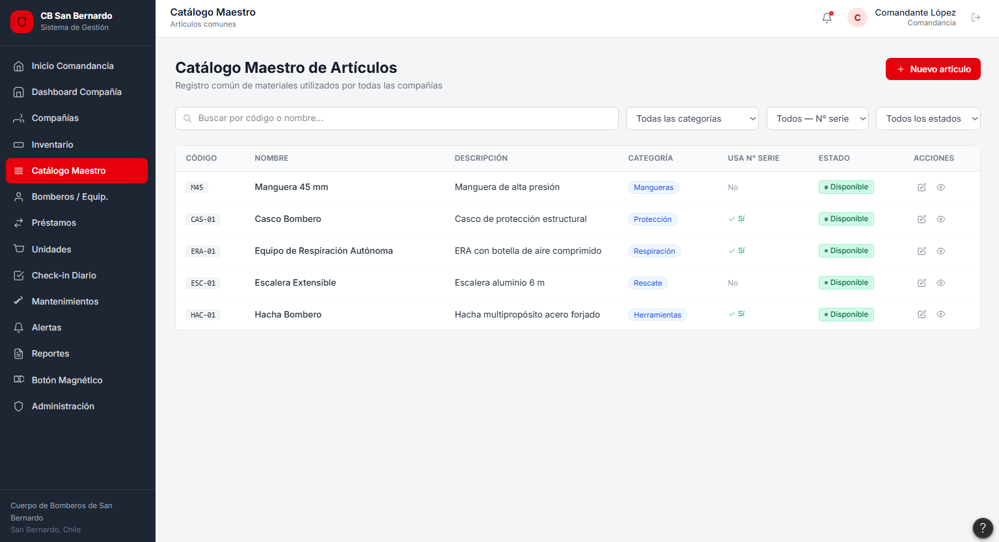 CB San Bernardo
Sistema de Gestión
Inicio Comandancia
Dashboard Compañía
Compañías
Inventario
Catálogo Maestro
Bomberos / Equip.
Préstamos
Unidades
Check-in Diario
Mantenimientos
Alertas
Reportes
Botón Magnético
Administración
Cuerpo de Bomberos de San
Bernardo
San Bernardo, Chile
Catálogo Maestro
Artículos comunes
C
Comandante López
Comandancia
Catálogo Maestro de Artículos
Registro común de materiales utilizados por todas las compañías
+ Nuevo artículo
Buscar por código o nombre...
Todas las categorías
Todos — N° serie
Todos los estados
CÓDIGO NOMBRE DESCRIPCIÓN CATEGORÍA USA N° SERIE ESTADO ACCIONES
M45 Manguera 45 mm Manguera de alta presión Mangueras No Disponible
CAS-01 Casco Bombero Casco de protección estructural Protección ✓ Sí Disponible
ERA-01 Equipo de Respiración Autónoma ERA con botella de aire comprimido Respiración ✓ Sí Disponible
ESC-01 Escalera Extensible Escalera aluminio 6 m Rescate No Disponible
HAC-01 Hacha Bombero Hacha multipropósito acero forjado Herramientas ✓ Sí Disponible
?